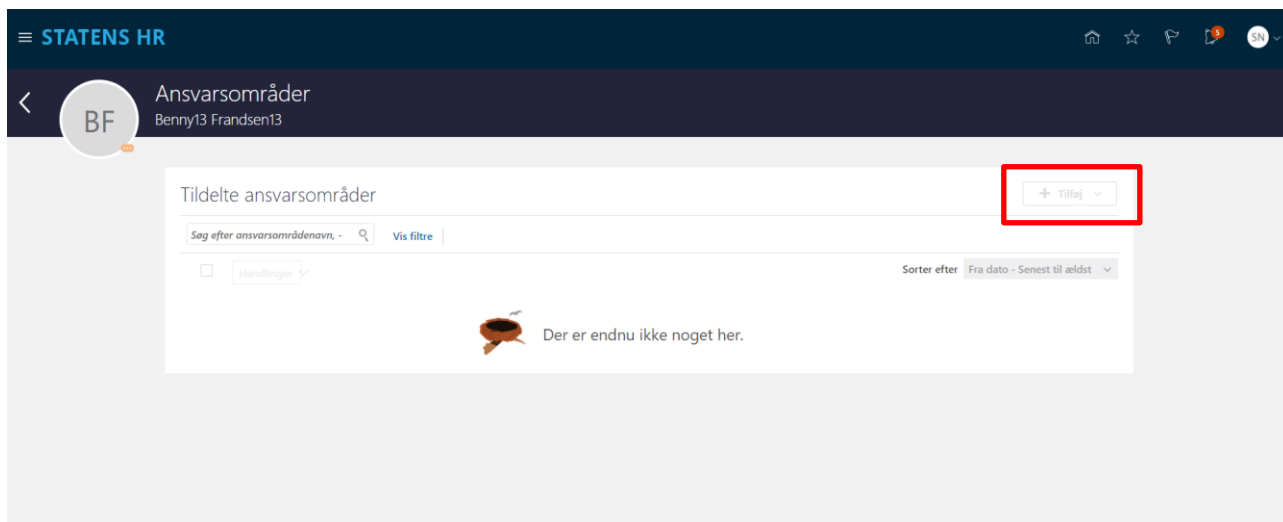 STATENS HR
5
SN
BF
Ansvarsområder
Benny13 Frandsen13
Tildelte ansvarsområder
+ Tilføj
Søg efter ansvarsområdenavn, -
Vis filtre
Handlinger
Sorter efter Fra dato - Senest til ældst
Der er endnu ikke noget her.